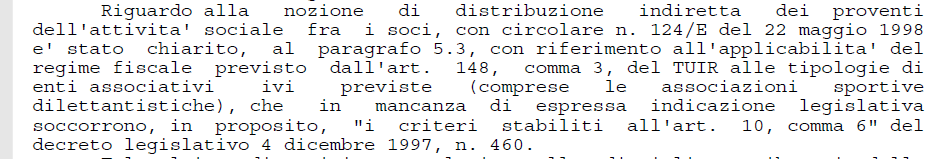 Riguardo alla nozione di distribuzione indiretta dei proventi
dell'attivita' sociale fra i soci, con circolare n. 124/E del 22 maggio 1998
e' stato chiarito, al paragrafo 5.3, con riferimento all'applicabilita' del
regime fiscale previsto dall'art. 148, comma 3, del TUIR alle tipologie di
enti associativi ivi previste (comprese le associazioni sportive
dilettantistiche), che in mancanza di espressa indicazione legislativa
soccorrono, in proposito, "i criteri stabiliti all'art. 10, comma 6" del
decreto legislativo 4 dicembre 1997, n. 460.